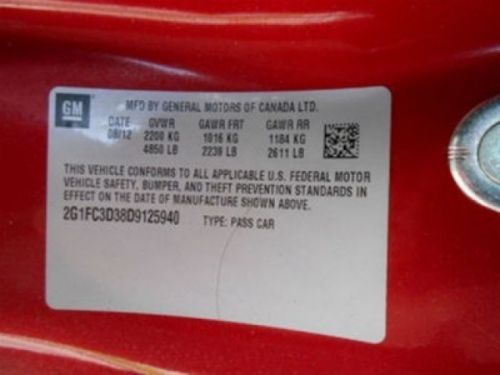 GM
MFD BY GENERAL MOTORS OF CANADA LTD.
DATE GVWR GAWR FRT GAWR RR
08/12 2200 KG 1016 KG 1184 KG
4850 LB 2239 LB 2611 LB
THIS VEHICLE CONFORMS TO ALL APPLICABLE U.S. FEDERAL MOTOR
VEHICLE SAFETY, BUMPER, AND THEFT PREVENTION STANDARDS IN
EFFECT ON THE DATE OF MANUFACTURE SHOWN ABOVE.
2G1FC3D38D9125940 TYPE: PASS CAR